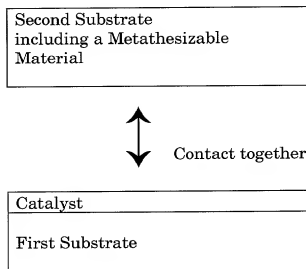 Second Substrate
including a Metathesizable
Material
Contact together
Catalyst
First Substrate